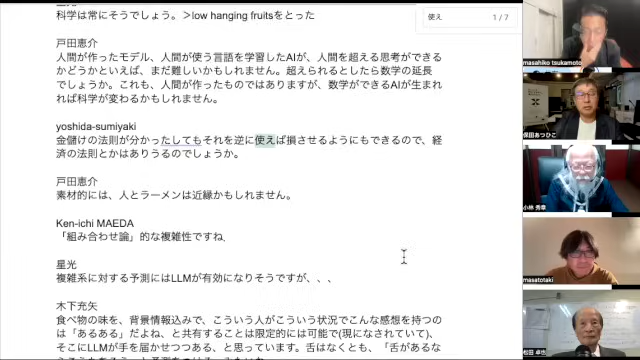 科学は常にそうでしょう。＞low hanging fruitsをとった
使え
1/7
戸田恵介
人間が作ったモデル、人間が使う言語を学習したAIが、人間を超える思考ができる
かどうかといえば、まだ難しいかもしれません。超えられるとしたら数学の延長
でしょうか。これも、人間が作ったものではありますが、数学ができるAIが生まれ
れば科学が変わるかもしれません。
yoshida-sumiyaki
金儲けの法則が分かったしてもそれを逆に使えば損させるようにもできるので、経
済の法則とかはありうるのでしょうか。
戸田恵介
素材的には、人とラーメンは近縁かもしれません。
Ken-ichi MAEDA
「組み合わせ論」的な複雑性ですね.
星光
複雑系に対する予測にはLLMが有効になりそうですが、、、
木下充矢
食べ物の味を、背景情報込みで、こういう人がこういう状況でこんな感想を持つの
は「あるある」だよね、と共有することは限定的には可能で(現になされていて)、
そこにLLMが手を届かせつつある、と思っています。舌はなくとも、「舌があるな
masahiko tsukamoto
保田あつひこ
小林 秀章
masatotaki
松田 卓也